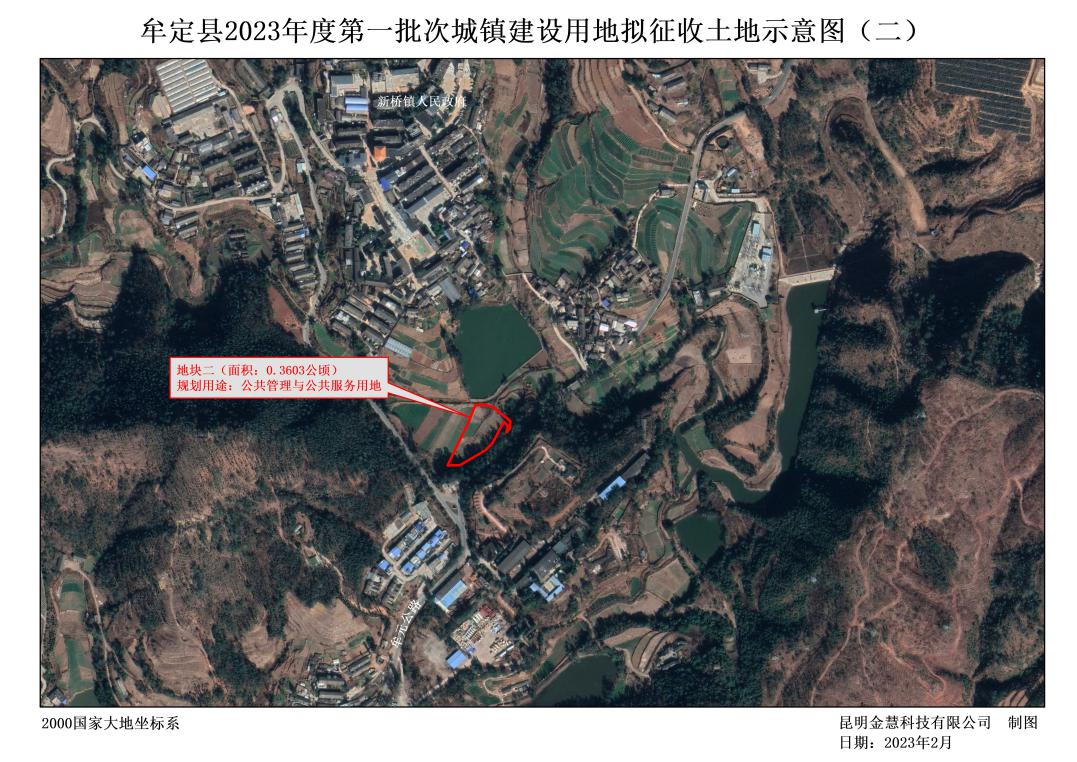 牟定县2023年度第一批次城镇建设用地拟征收土地示意图（二）
新桥镇人民政府
地块二（面积：0.3603公顷）
规划用途：公共管理与公共服务用地
牟元公路
2000国家大地坐标系
昆明金慧科技有限公司 制图
日期：2023年2月